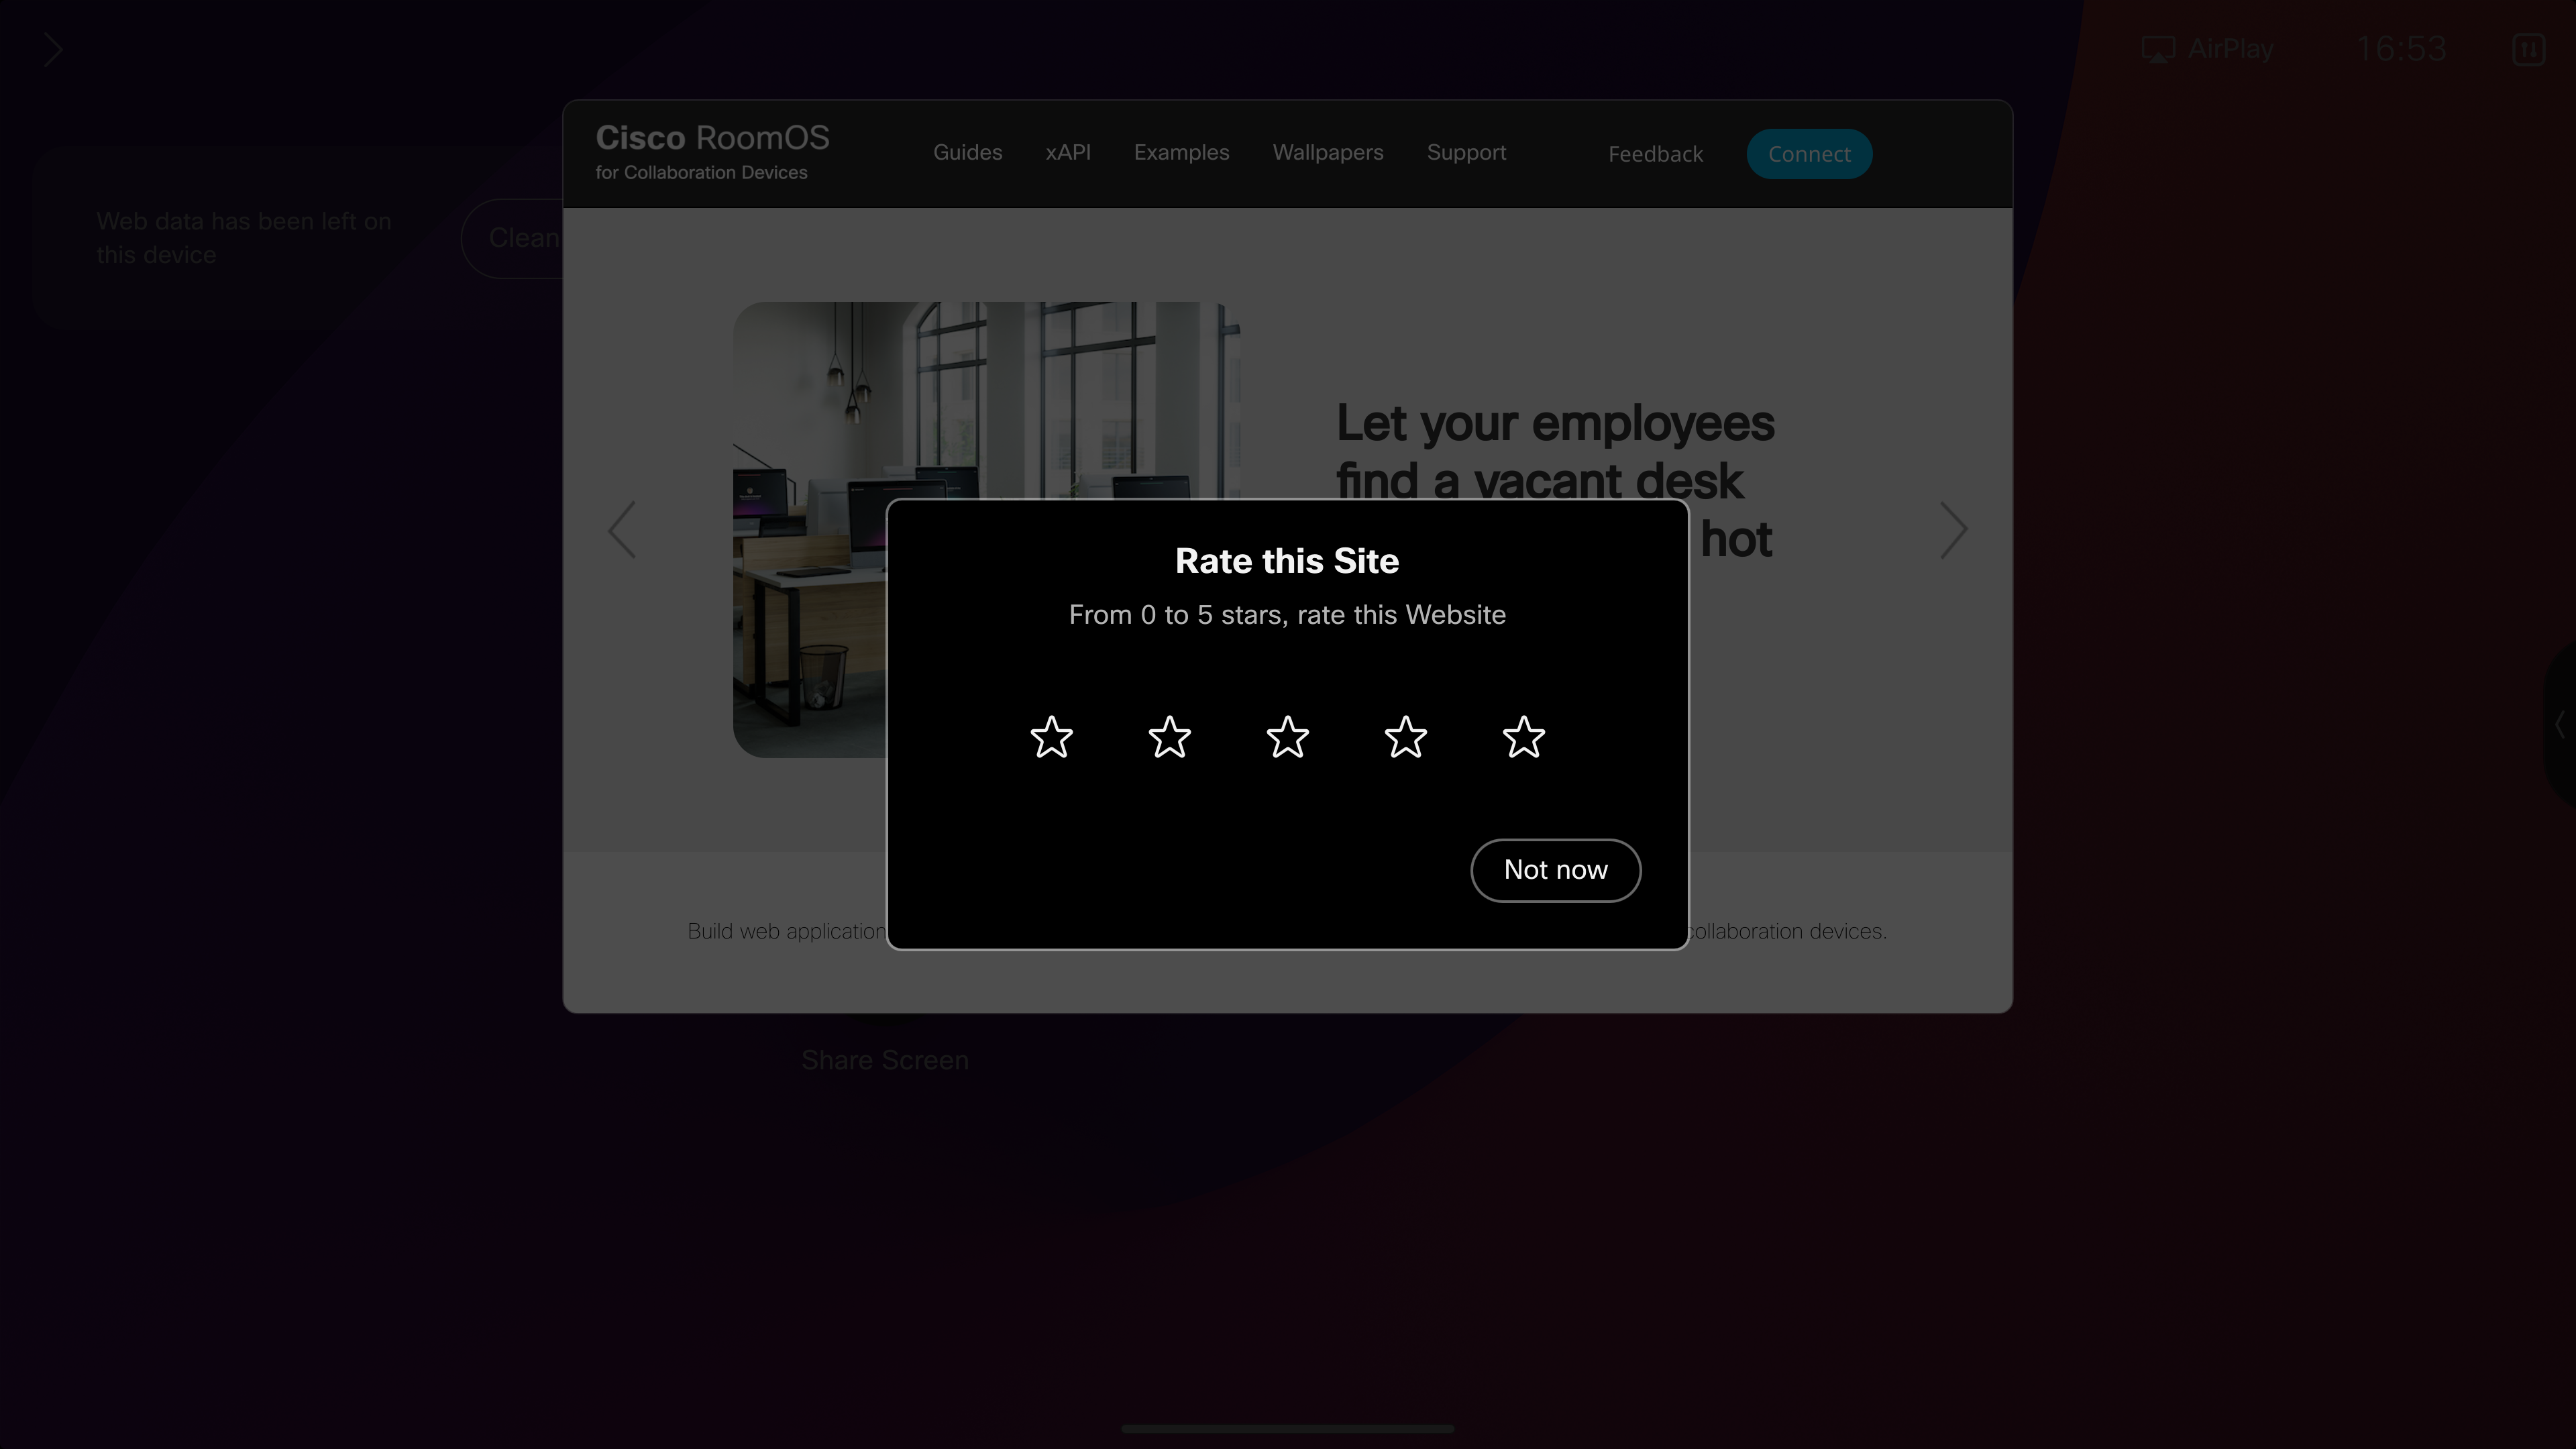 AirPlay
16:53
Web data has been left on
this device
Clean
Cisco RoomOS
for Collaboration Devices
Guides
xAPI
Examples
Wallpapers
Support
Feedback
Connect
Let your employees
find a vacant desk
hot
Rate this Site
From 0 to 5 stars, rate this Website
Not now
Build web application
collaboration devices.
Share Screen